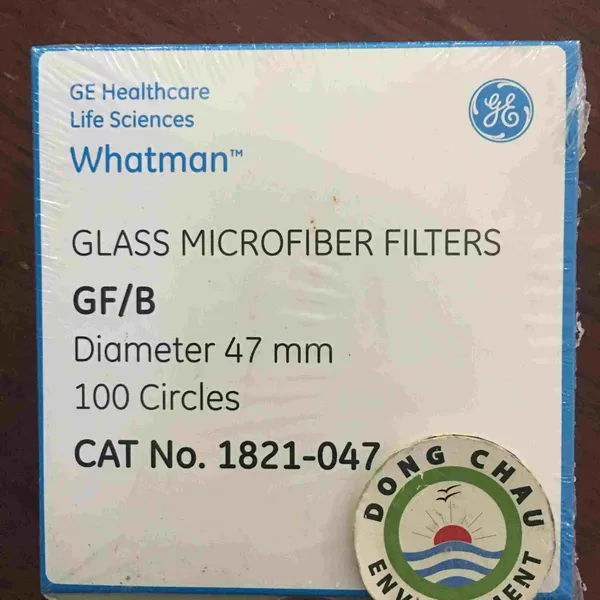 GE Healthcare
Life Sciences
Whatman™
GE
GLASS MICROFIBER FILTERS
GF/B
Diameter 47 mm
100 Circles
CAT No. 1821-047
DONG CHAU